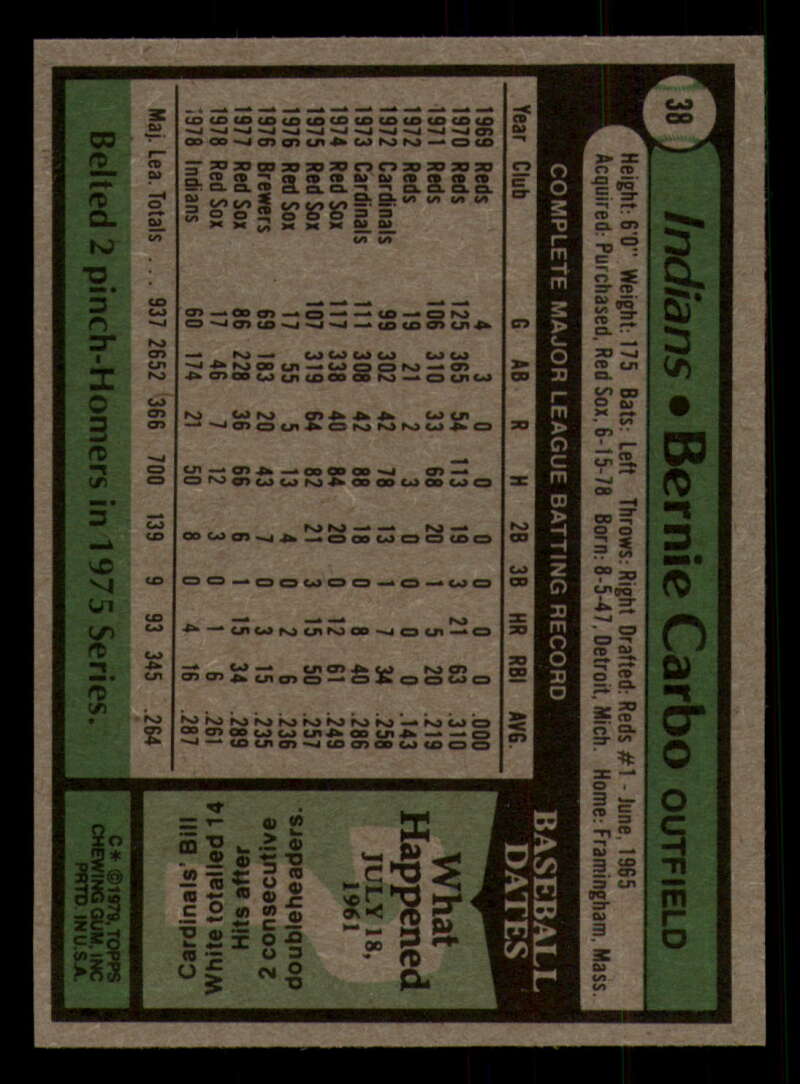 38
Indians • Bernie Carbo OUTFIELD
Height: 6'0" Weight: 175 Bats: Left Throws: Right Drafted: Reds #1 - June, 1965
Acquired: Purchased, Red Sox, 6-15-78 Born: 8-5-47, Detroit, Mich. Home: Framingham, Mass.
COMPLETE MAJOR LEAGUE BATTING RECORD
Year Club G AB R H 2B 3B HR RBI AVG.
1969 Reds 4 3 0 0 0 0 0 0 .000
1970 Reds 125 365 54 113 19 3 21 63 .310
1971 Reds 106 310 33 68 20 1 5 20 .219
1972 Reds 19 21 2 3 0 0 0 0 .143
1972 Cardinals 99 302 42 78 13 1 7 34 .258
1973 Cardinals 111 308 42 88 18 0 8 40 .286
1974 Red Sox 117 338 40 84 20 0 12 61 .249
1975 Red Sox 107 319 64 82 21 3 15 50 .257
1976 Red Sox 17 55 5 13 4 0 2 6 .236
1976 Brewers 69 183 20 43 7 0 3 15 .235
1977 Red Sox 86 228 36 66 6 1 15 34 .289
1978 Red Sox 17 46 7 12 3 0 1 6 .261
1978 Indians 60 174 21 50 8 0 4 16 .287
Maj. Lea. Totals . . . 937 2652 366 700 139 9 93 345 .264
Belted 2 pinch-Homers in 1975 Series.
BASEBALL
DATES
What
Happened
JULY 18,
1961
Cardinals' Bill
White totalled 14
Hits after
2 consecutive
doubleheaders.
C* ©1979, TOPPS
CHEWING GUM, INC
PRTD. IN U.S.A.